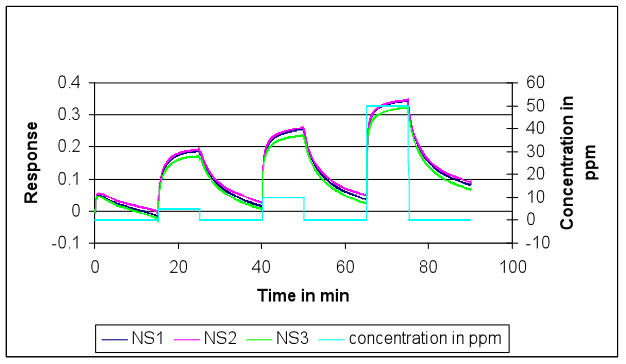 0.4
0.3
0.2
0.1
0
-0.1
Response
60
50
40
30
20
10
0
-10
Concentration in
ppm
0 20 40 60 80 100
Time in min
NS1 NS2 NS3 concentration in ppm